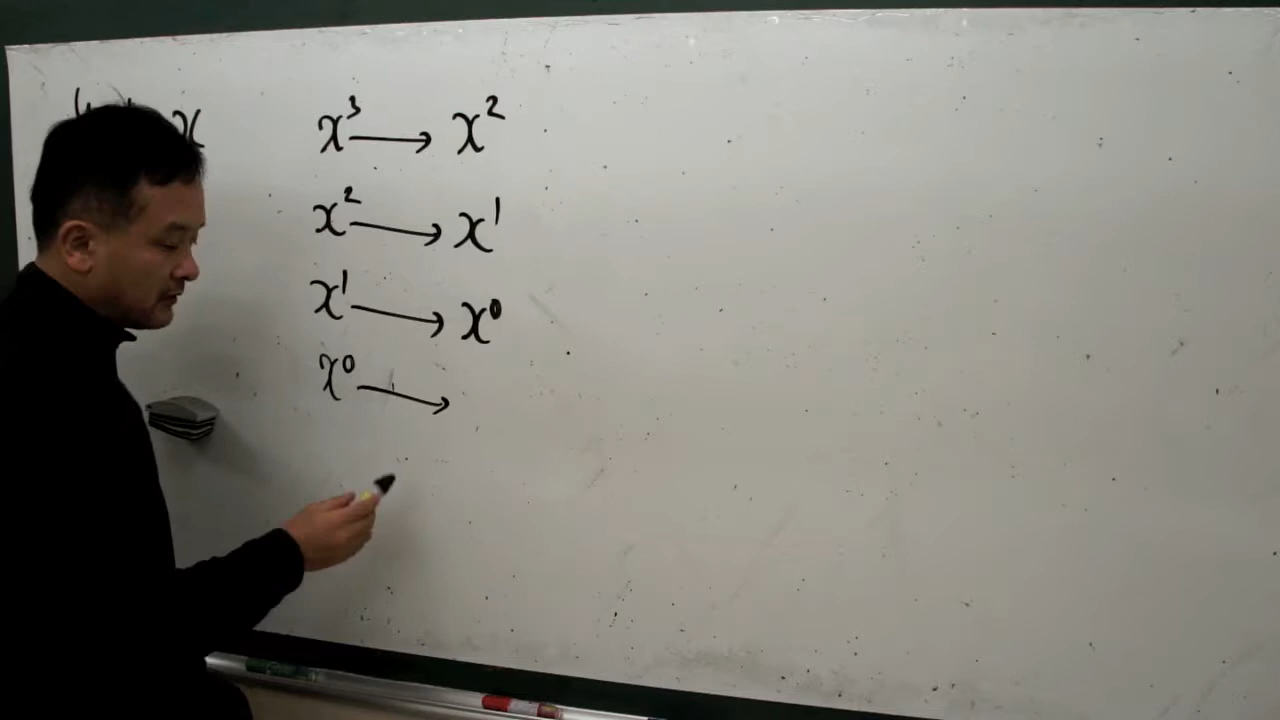 x
x³ → x²
x² → x¹
x¹ → x⁰
x⁰ →